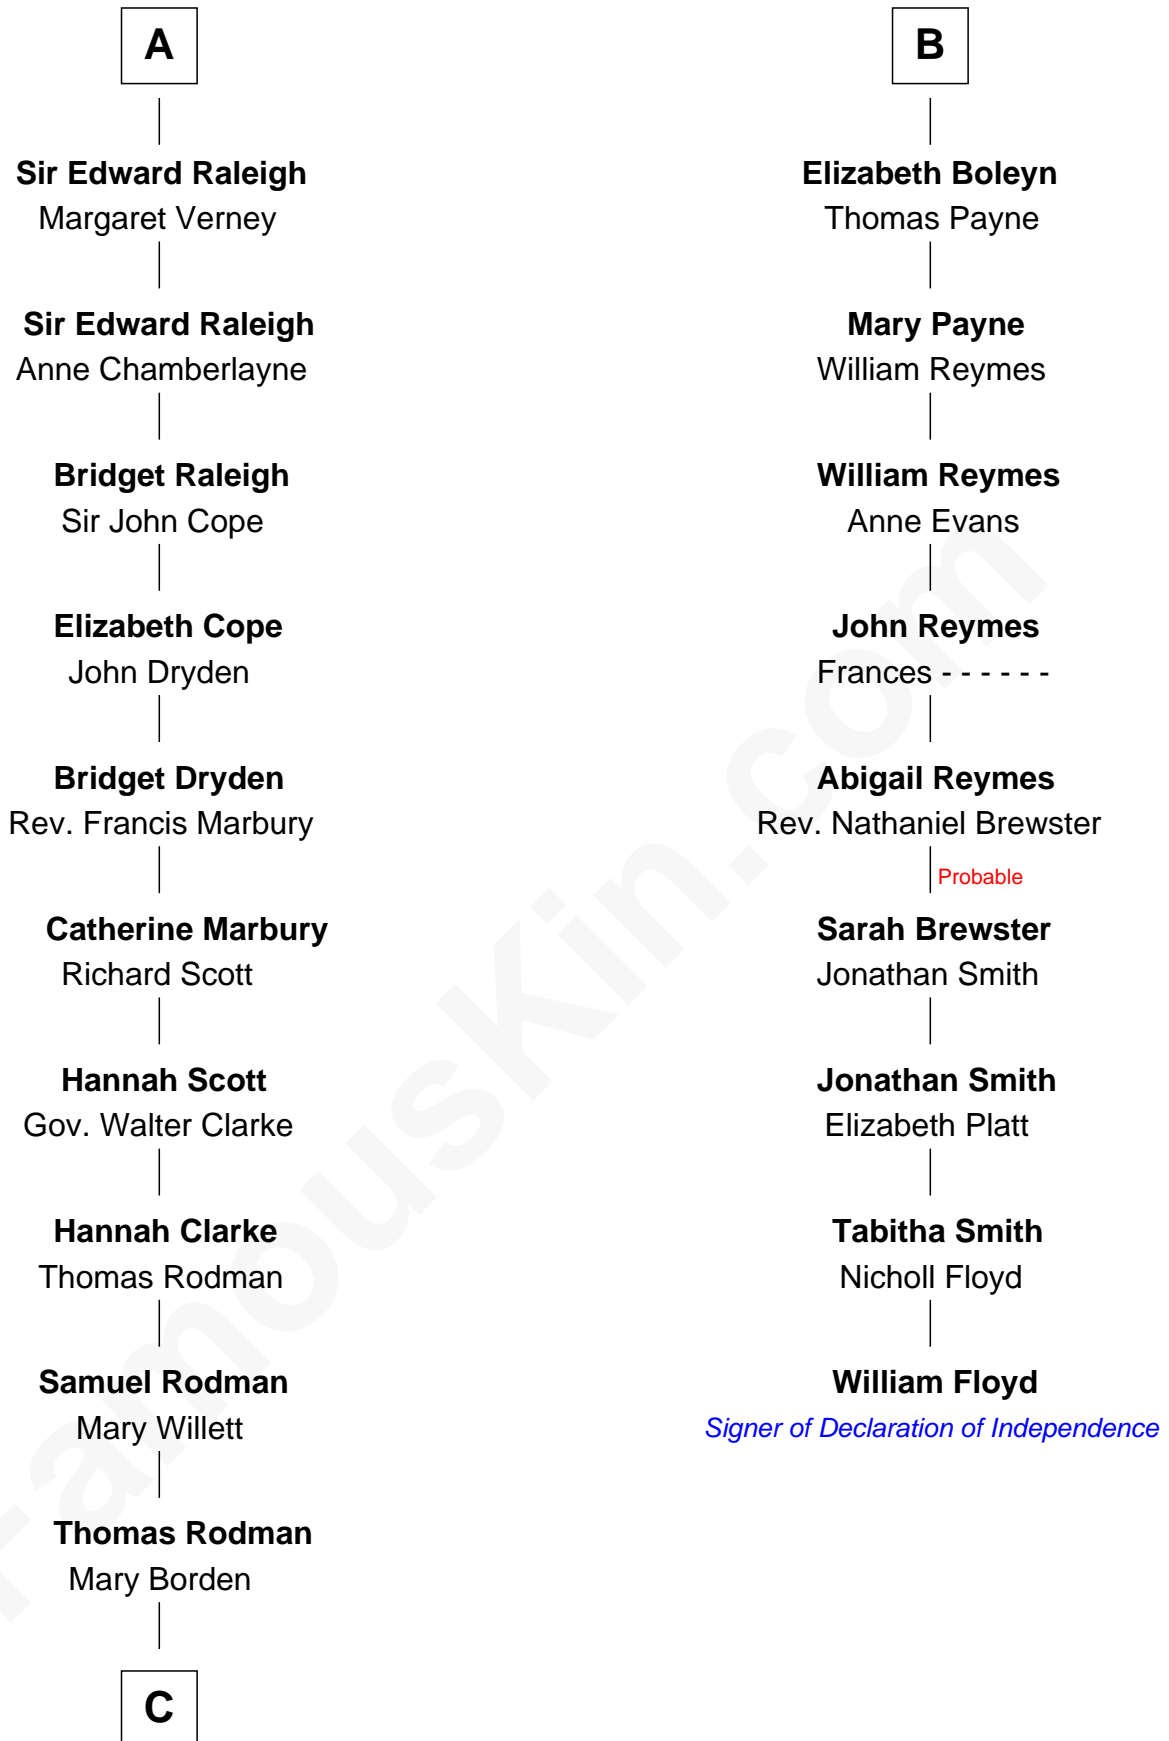 A
Sir Edward Raleigh
Margaret Verney
Sir Edward Raleigh
Anne Chamberlayne
Bridget Raleigh
Sir John Cope
Elizabeth Cope
John Dryden
Bridget Dryden
Rev. Francis Marbury
Catherine Marbury
Richard Scott
Hannah Scott
Gov. Walter Clarke
Hannah Clarke
Thomas Rodman
Samuel Rodman
Mary Willett
Thomas Rodman
Mary Borden
C
B
Elizabeth Boleyn
Thomas Payne
Mary Payne
William Reymes
William Reymes
Anne Evans
John Reymes
Frances - - - - - -
Abigail Reymes
Rev. Nathaniel Brewster
Probable
Sarah Brewster
Jonathan Smith
Jonathan Smith
Elizabeth Platt
Tabitha Smith
Nicholl Floyd
William Floyd
Signer of Declaration of Independence
FamousKin.com